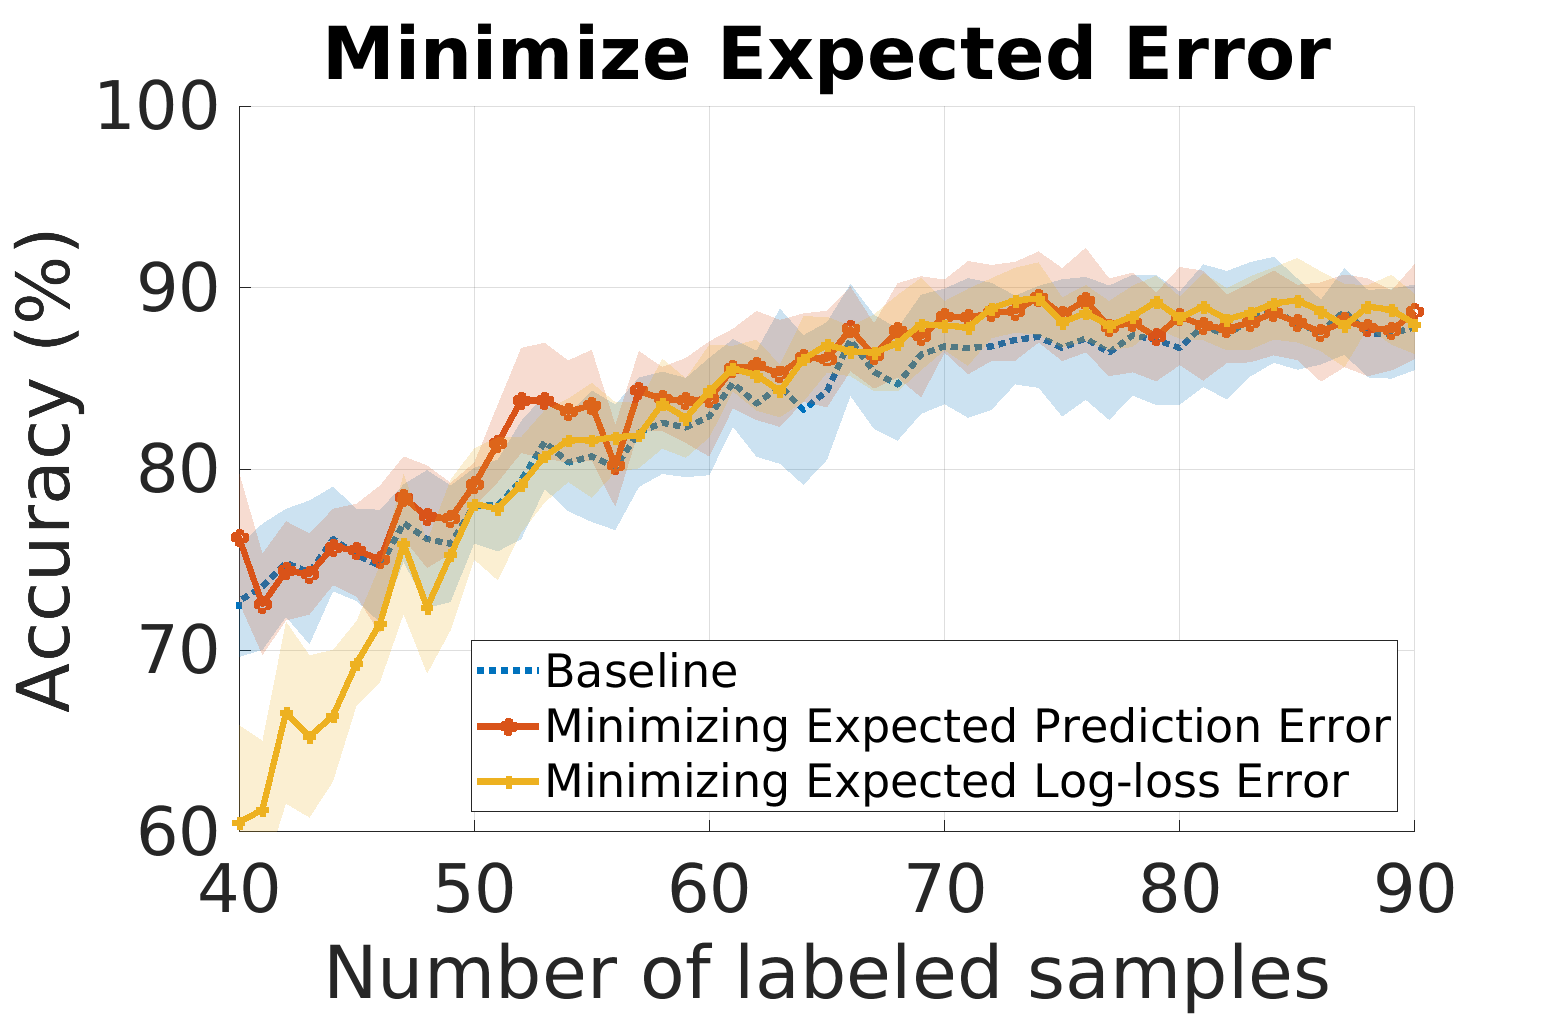 Minimize Expected Error
Accuracy (%)
100
90
80
70
60
Baseline
Minimizing Expected Prediction Error
Minimizing Expected Log-loss Error
40 50 60 70 80 90
Number of labeled samples